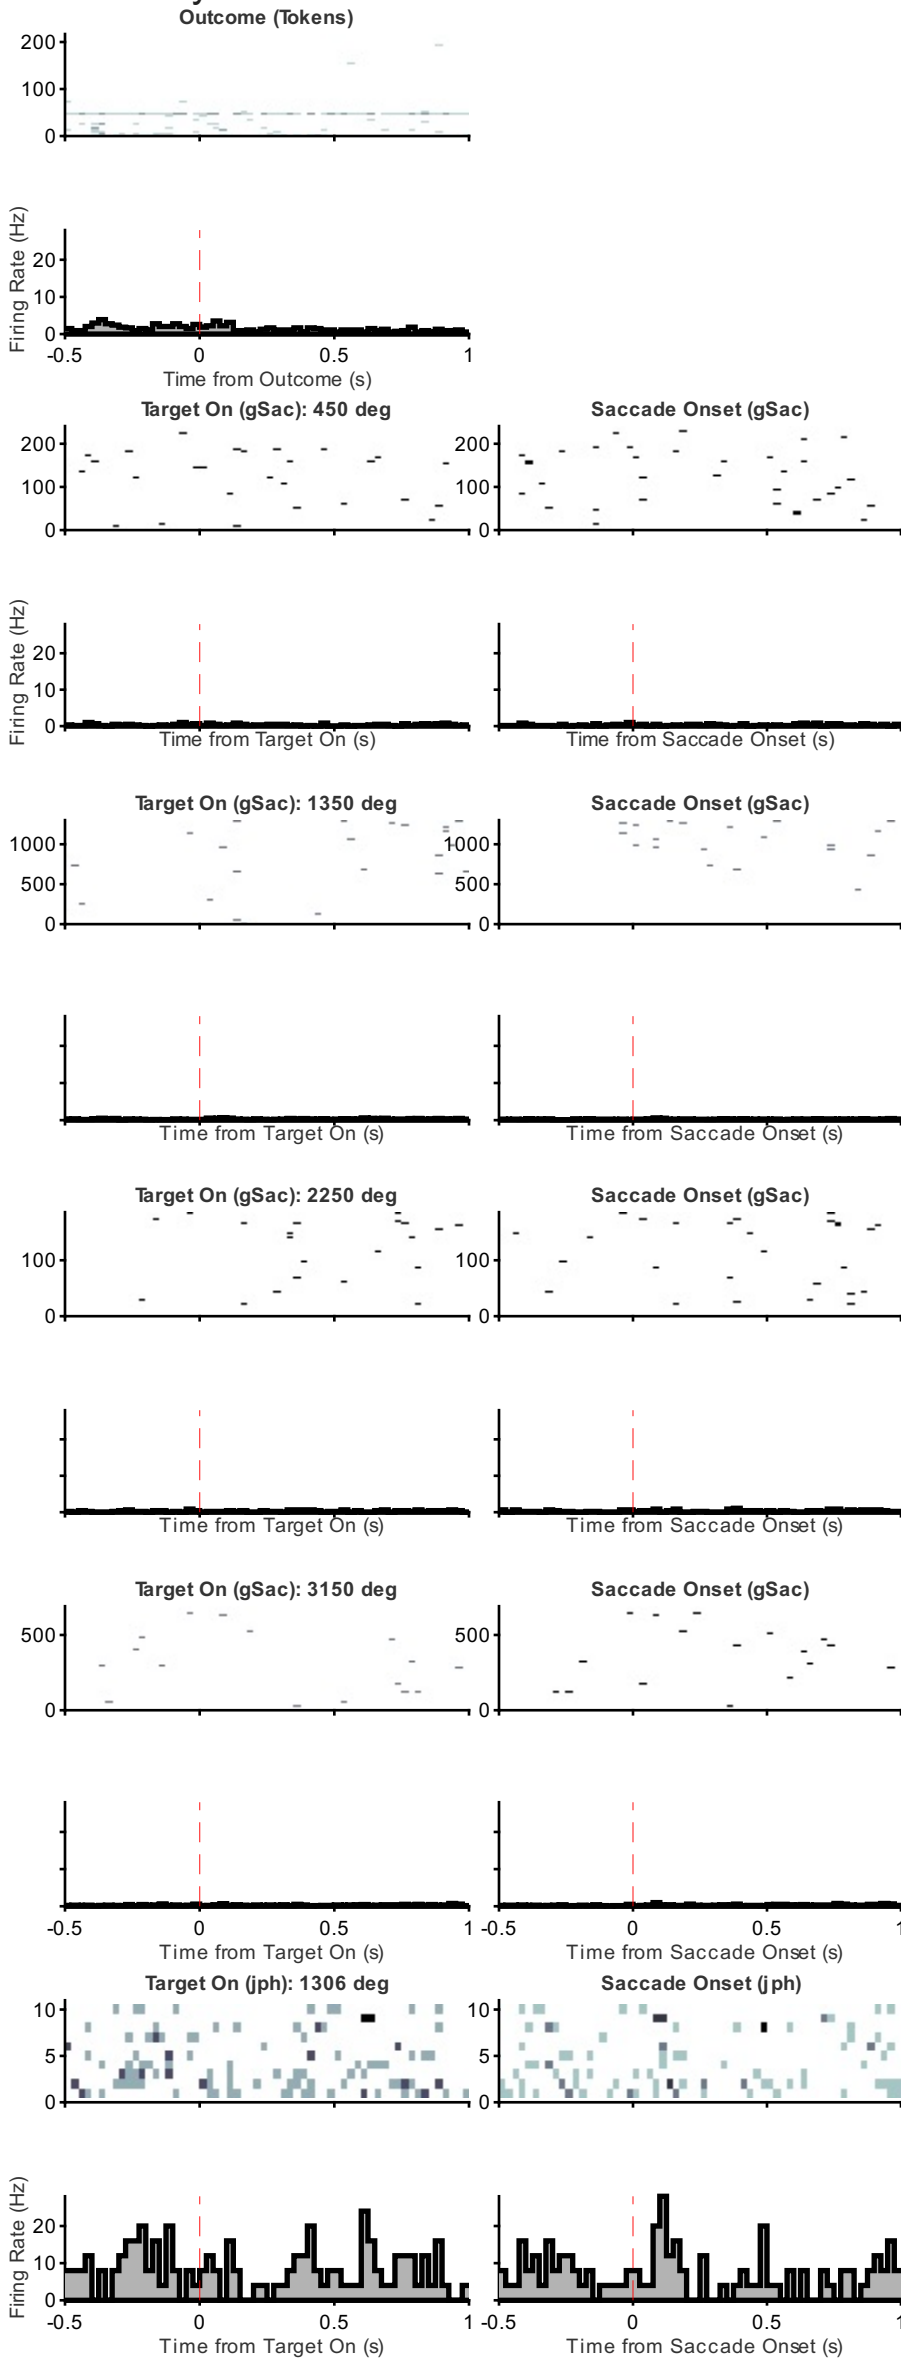 Outcome (Tokens)
200
100
0
Firing Rate (Hz)
20
10
0
-0.5 0 0.5 1
Time from Outcome (s)
Target On (gSac): 450 deg Saccade Onset (gSac)
200 200
100 100
0 0
Firing Rate (Hz)
20
10
0
Time from Target On (s) Time from Saccade Onset (s)
Target On (gSac): 1350 deg Saccade Onset (gSac)
1000 1000
500 500
0 0
Time from Target On (s) Time from Saccade Onset (s)
Target On (gSac): 2250 deg Saccade Onset (gSac)
100 100
0 0
Time from Target On (s) Time from Saccade Onset (s)
Target On (gSac): 3150 deg Saccade Onset (gSac)
500 500
0 0
-0.5 0 0.5 1 -0.5 0 0.5 1
Time from Target On (s) Time from Saccade Onset (s)
Target On (jph): 1306 deg Saccade Onset (jph)
10 10
5 5
0 0
Firing Rate (Hz)
20
10
0
-0.5 0 0.5 1 -0.5 0 0.5 1
Time from Target On (s) Time from Saccade Onset (s)